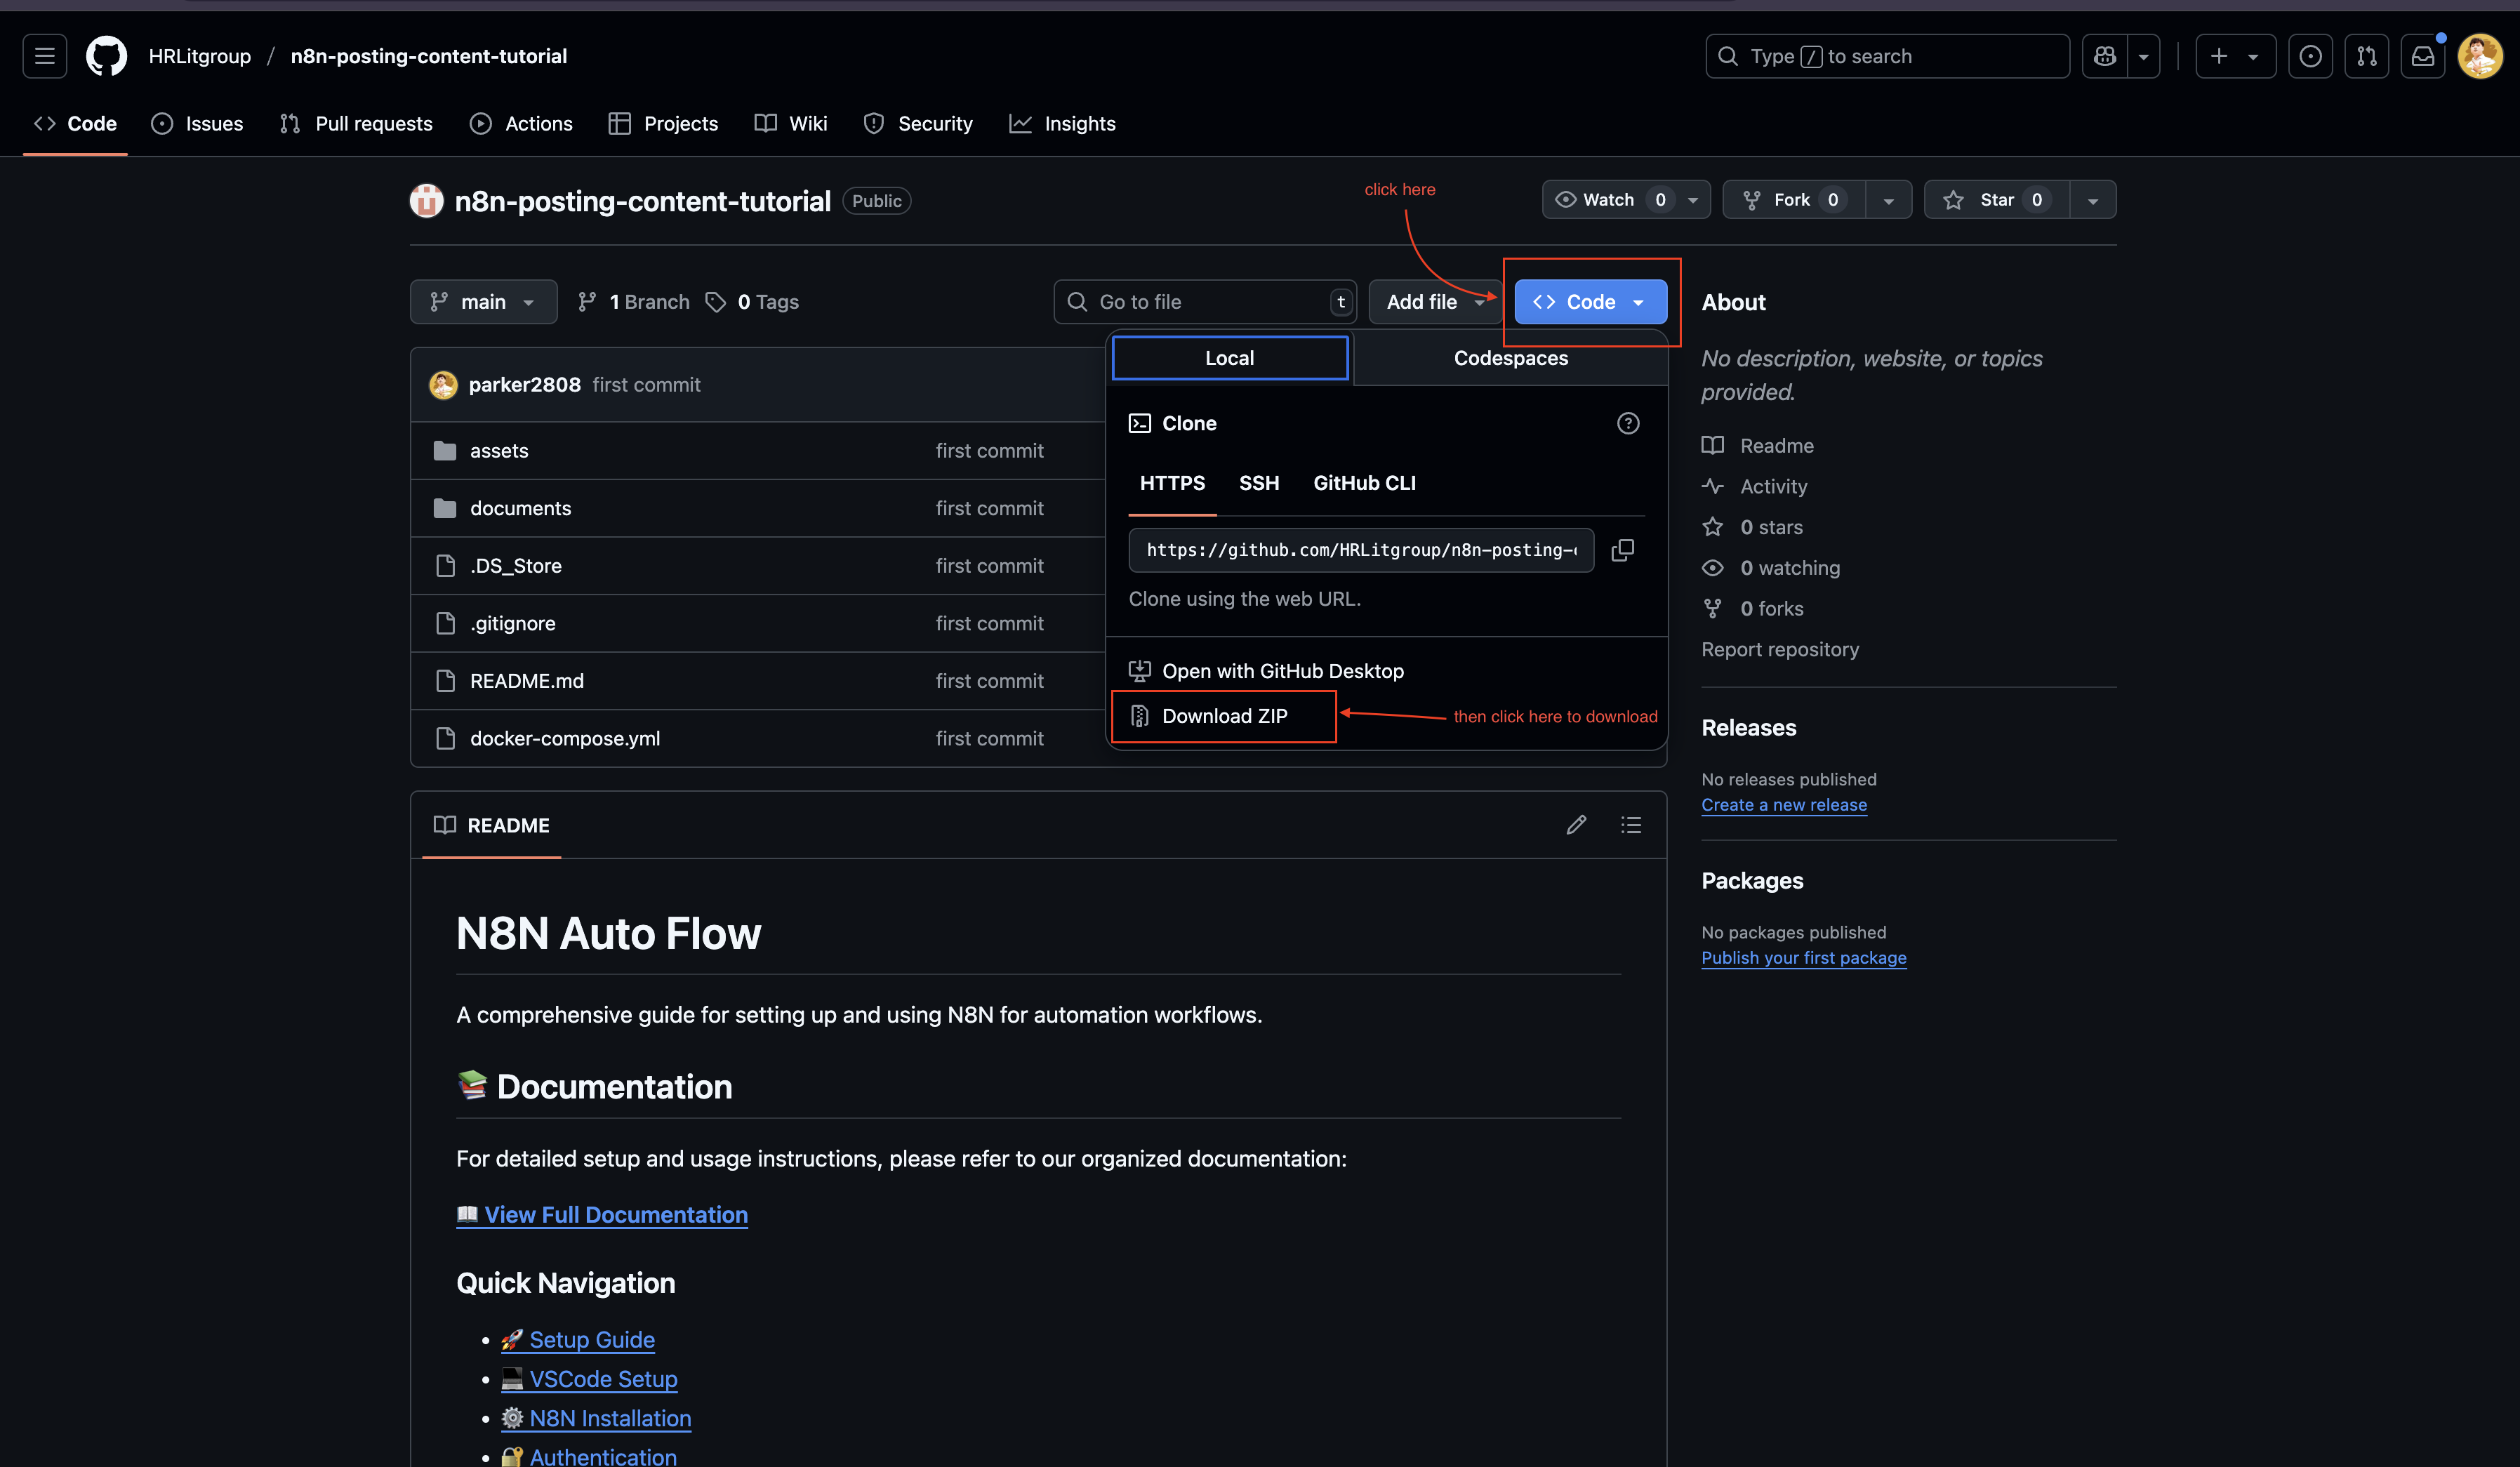 HRLitgroup / n8n-posting-content-tutorial
Type / to search
Code Issues Pull requests Actions Projects Wiki Security Insights
n8n-posting-content-tutorial Public
click here
Watch 0 Fork 0 Star 0
main 1 Branch 0 Tags Go to file t Add file Code
Local Codespaces
Clone
HTTPS SSH GitHub CLI
https://github.com/HRLitgroup/n8n-posting-
Clone using the web URL.
Open with GitHub Desktop
Download ZIP
then click here to download
parker2808 first commit
assets first commit
documents first commit
.DS_Store first commit
.gitignore first commit
README.md first commit
docker-compose.yml first commit
About
No description, website, or topics
provided.
Readme
Activity
0 stars
0 watching
0 forks
Report repository
Releases
No releases published
Create a new release
Packages
No packages published
Publish your first package
README
N8N Auto Flow
A comprehensive guide for setting up and using N8N for automation workflows.
📚 Documentation
For detailed setup and usage instructions, please refer to our organized documentation:
📖 View Full Documentation
Quick Navigation
• 🚀 Setup Guide
• 💻 VSCode Setup
• ⚙️ N8N Installation
• 🔐 Authentication